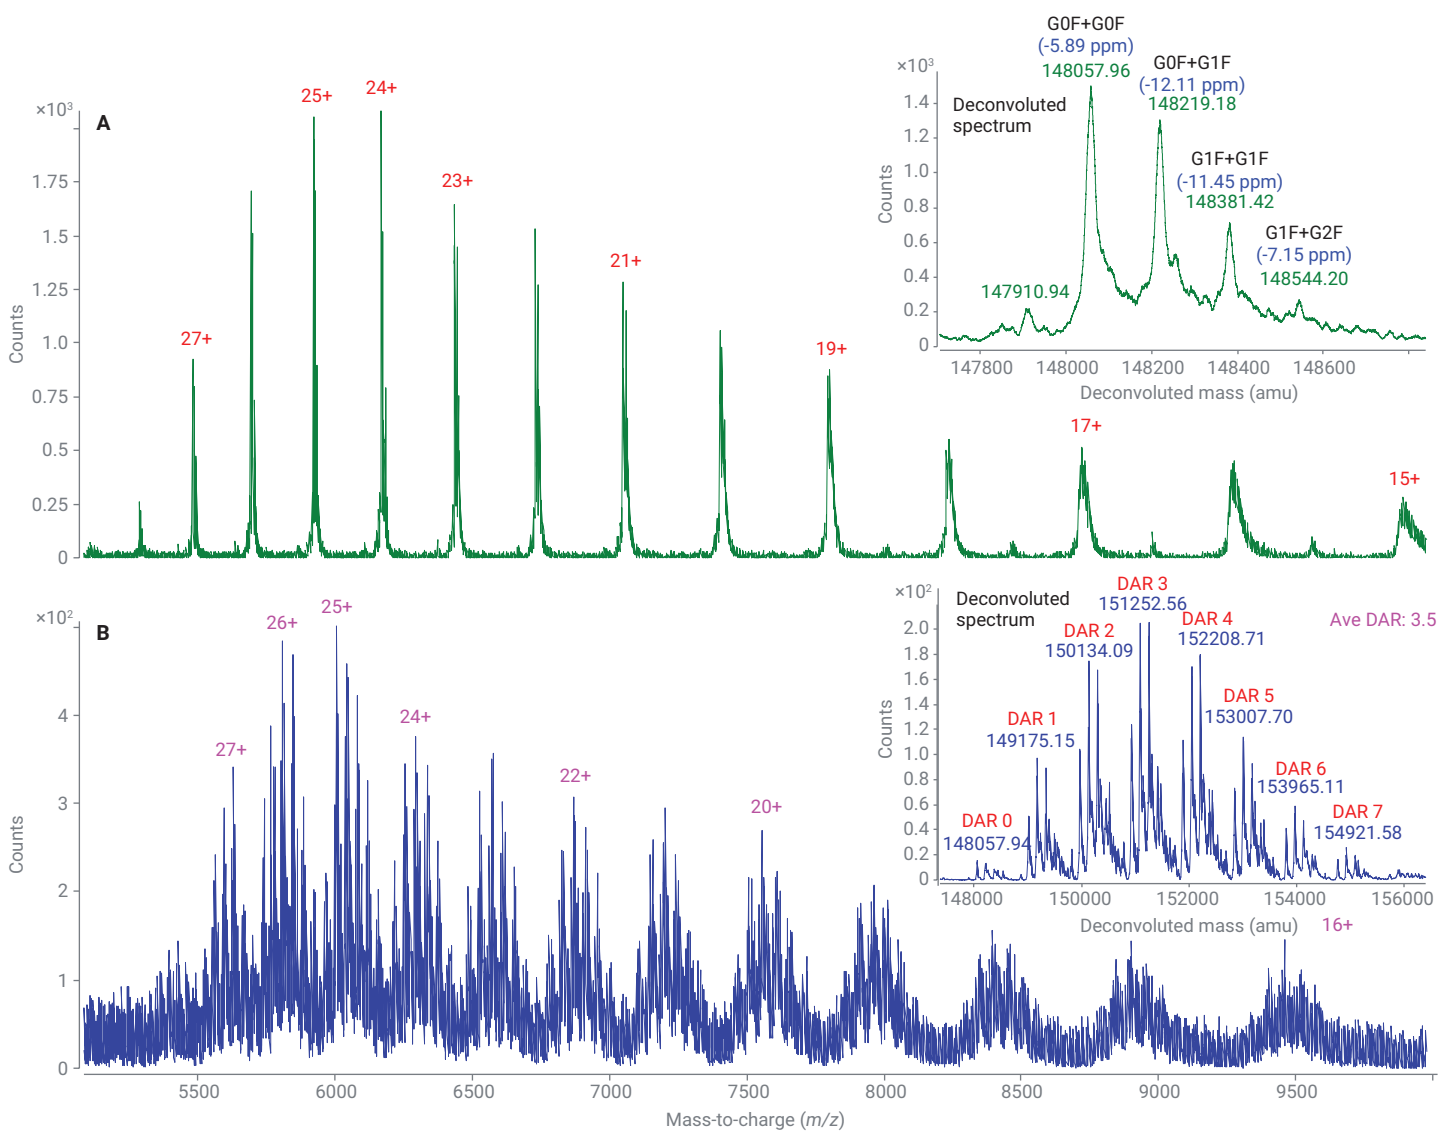 A
×10³
1.75
1.5
1.25
1.0
0.75
0.5
0.25
0
Counts
27+
25+
24+
23+
21+
19+
17+
15+
Deconvoluted
spectrum
×10³
1.4
1.2
1.0
0.8
0.6
0.4
0.2
0
Counts
147910.94
G0F+G0F
(-5.89 ppm)
148057.96
G0F+G1F
(-12.11 ppm)
148219.18
G1F+G1F
(-11.45 ppm)
148381.42
G1F+G2F
(-7.15 ppm)
148544.20
147800 148000 148200 148400 148600
Deconvoluted mass (amu)
B
×10²
4
3
2
1
0
Counts
27+
26+
25+
24+
22+
20+
16+
Deconvoluted
spectrum
Ave DAR: 3.5
×10²
2.0
1.8
1.6
1.4
1.2
1.0
0.8
0.6
0.4
0.2
0
Counts
DAR 0
148057.94
DAR 1
149175.15
DAR 2
150134.09
DAR 3
151252.56
DAR 4
152208.71
DAR 5
153007.70
DAR 6
153965.11
DAR 7
154921.58
148000 150000 152000 154000 156000
Deconvoluted mass (amu)
5500 6000 6500 7000 7500 8000 8500 9000 9500
Mass-to-charge (m/z)